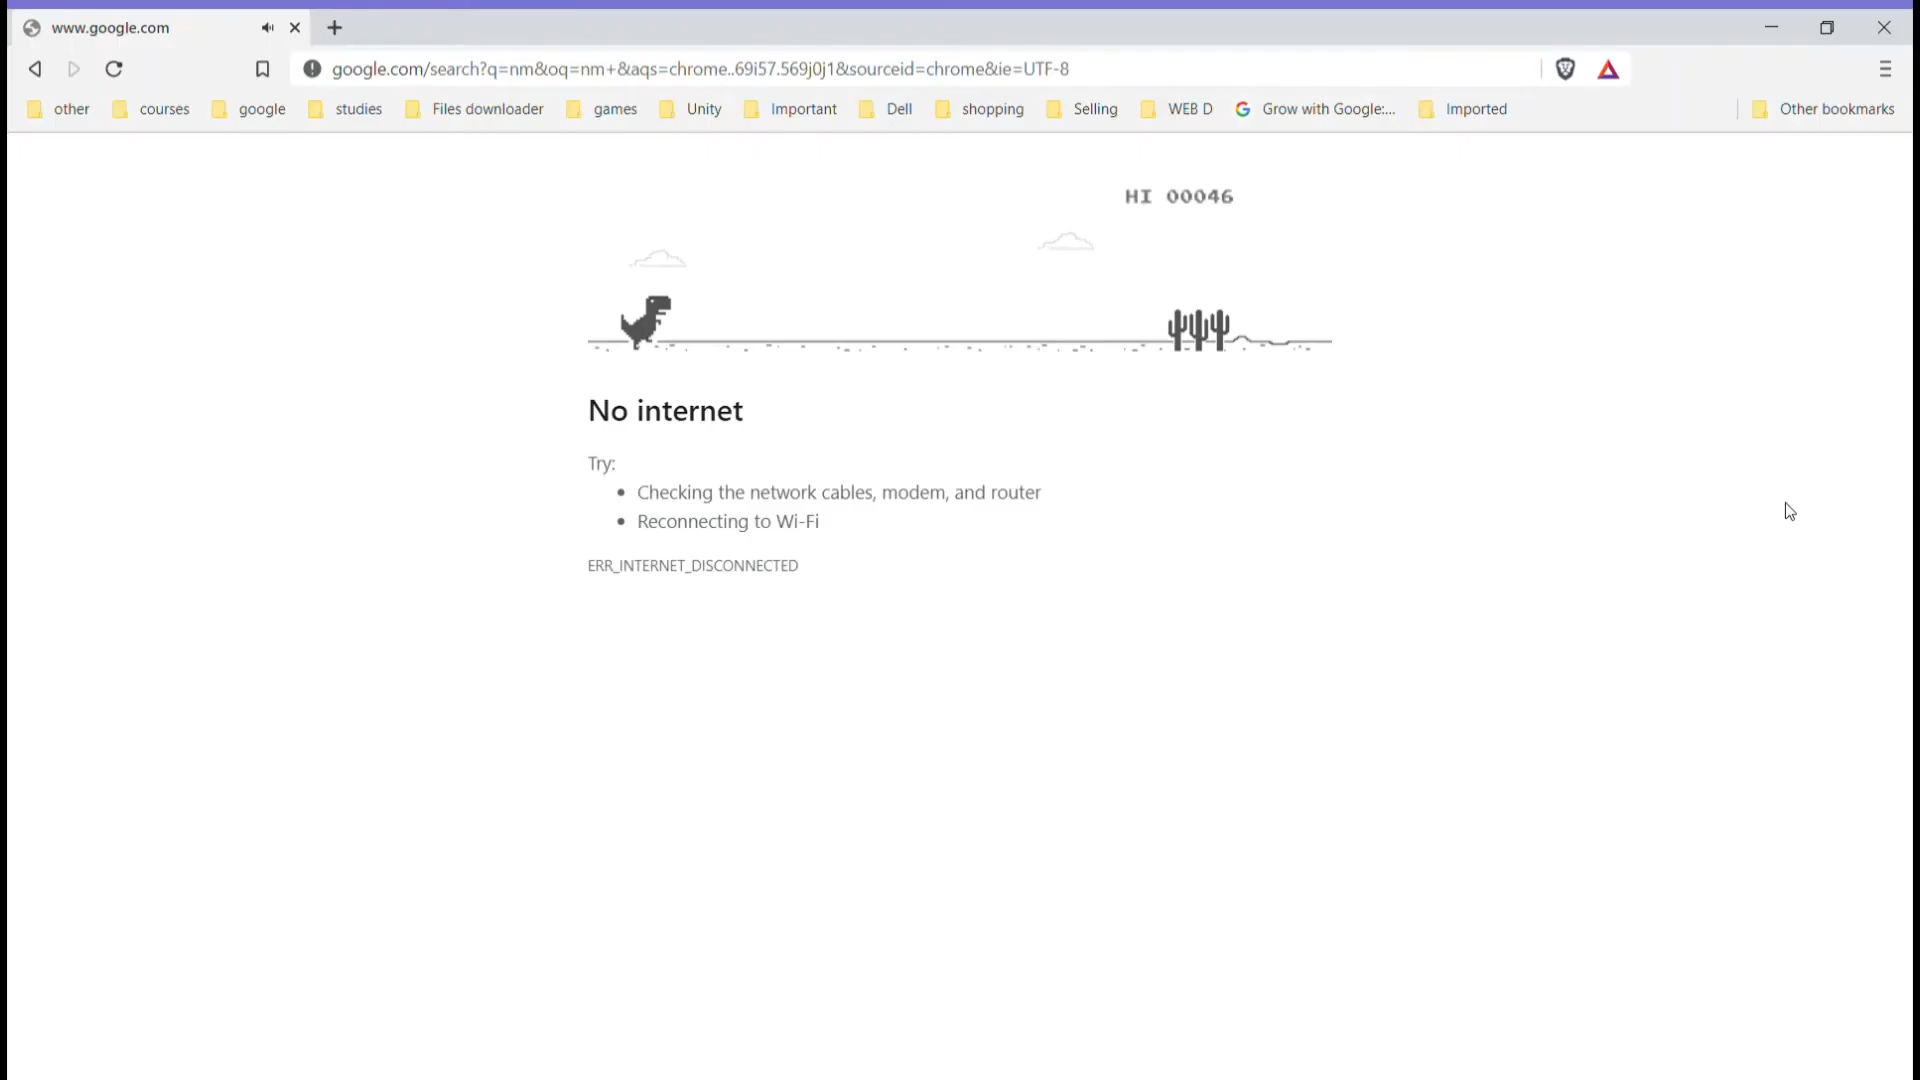 www.google.com
google.com/search?q=nm&oq=nm+&aqs=chrome..69i57.569j0j1&sourceid=chrome&ie=UTF-8
other courses google studies Files downloader games Unity Important Dell shopping Selling WEB D Grow with Google:... Imported Other bookmarks
HI 00046
No internet
Try:
• Checking the network cables, modem, and router
• Reconnecting to Wi-Fi
ERR_INTERNET_DISCONNECTED